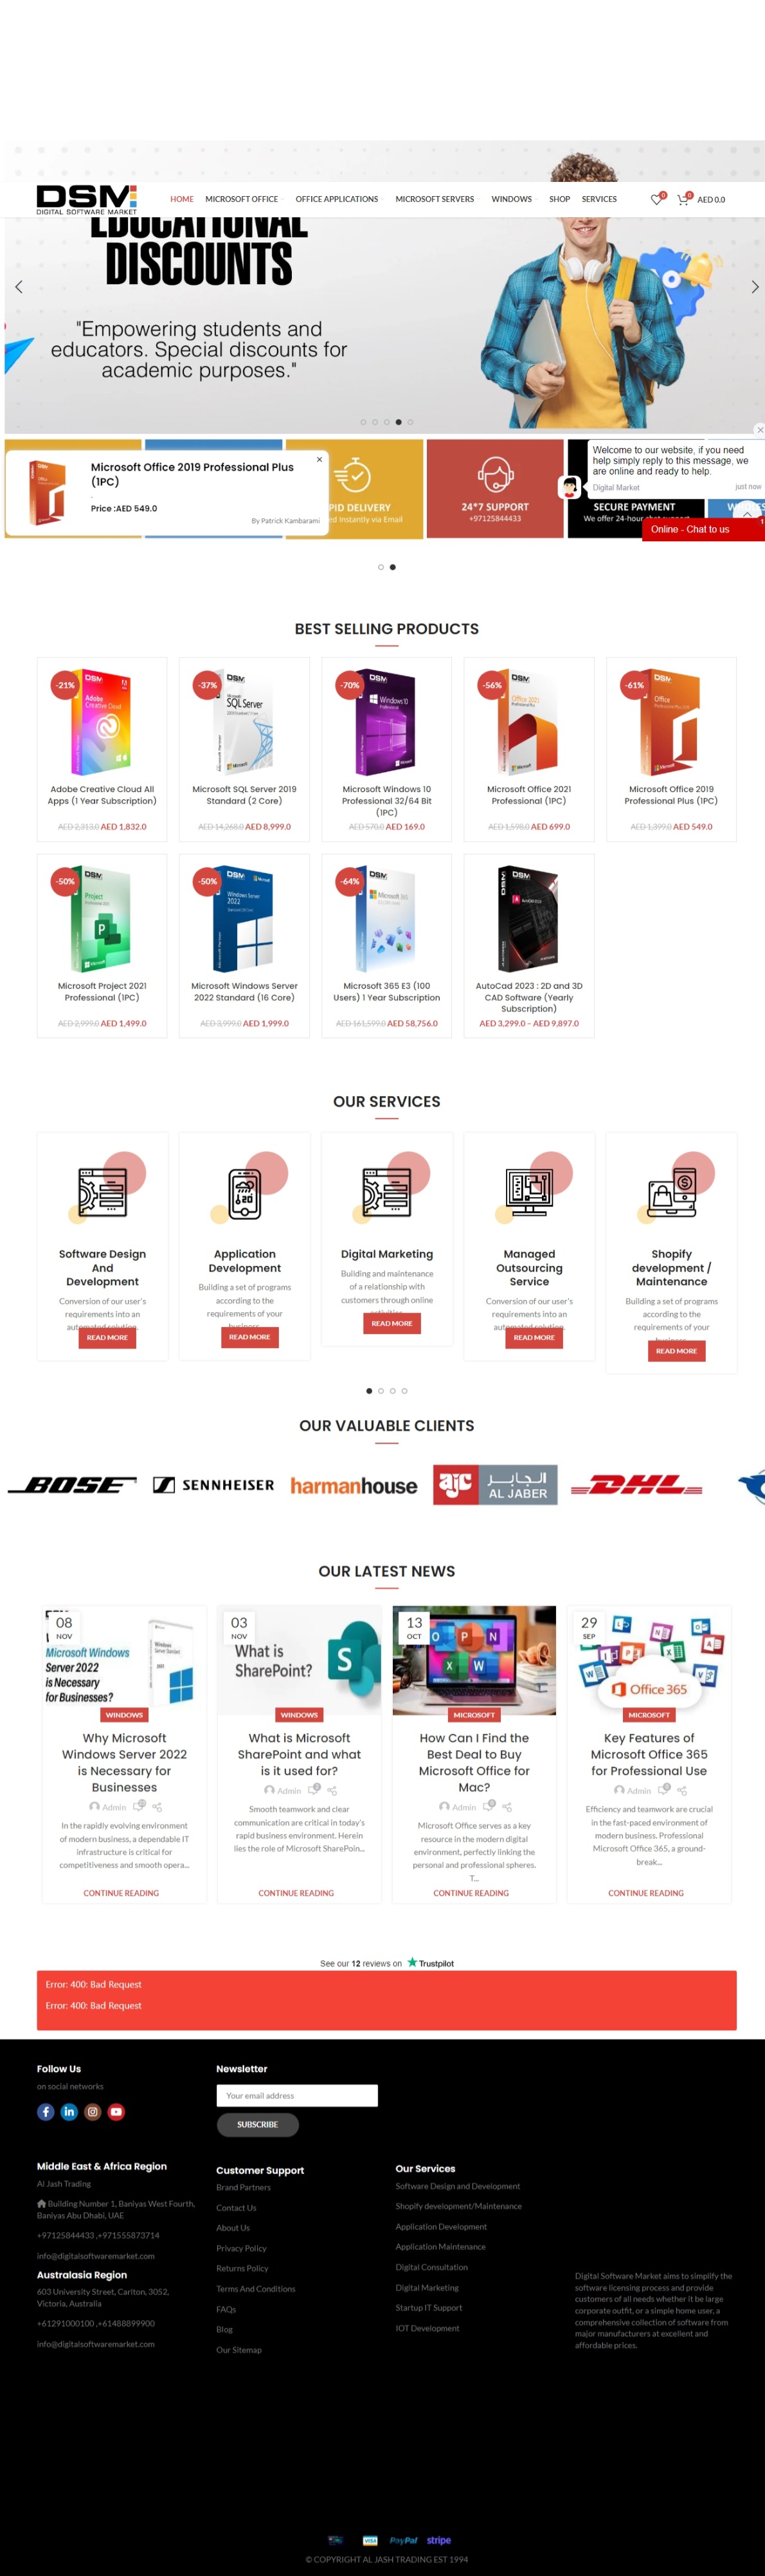 DSM
DIGITAL SOFTWARE MARKET
HOME
MICROSOFT OFFICE
OFFICE APPLICATIONS
MICROSOFT SERVERS
WINDOWS
SHOP
SERVICES
0
0
AED 0.0
EDUCATIONAL
DISCOUNTS
"Empowering students and
educators. Special discounts for
academic purposes."
Microsoft Office 2019 Professional Plus
(1PC)
Price :AED 549.0
By Patrick Kambarami
PID DELIVERY
ed Instantly via Email
24*7 SUPPORT
+97125844433
SECURE PAYMENT
We offer 24-hour chat support
Welcome to our website, if you need
help simply reply to this message, we
are online and ready to help.
Digital Market
just now
Online - Chat to us
1
BEST SELLING PRODUCTS
-21%
Adobe Creative Cloud All
Apps (1 Year Subscription)
AED 2,313.0 AED 1,832.0
-37%
Microsoft SQL Server 2019
Standard (2 Core)
AED 14,268.0 AED 8,999.0
-70%
Microsoft Windows 10
Professional 32/64 Bit
(1PC)
AED 570.0 AED 169.0
-56%
Microsoft Office 2021
Professional (1PC)
AED 1,598.0 AED 699.0
-61%
Microsoft Office 2019
Professional Plus (1PC)
AED 1,399.0 AED 549.0
-50%
Microsoft Project 2021
Professional (1PC)
AED 2,999.0 AED 1,499.0
-50%
Microsoft Windows Server
2022 Standard (16 Core)
AED 3,999.0 AED 1,999.0
-64%
Microsoft 365 E3 (100
Users) 1 Year Subscription
AED 161,599.0 AED 58,756.0
AutoCad 2023 : 2D and 3D
CAD Software (Yearly
Subscription)
AED 3,299.0 – AED 9,897.0
OUR SERVICES
Software Design
And
Development
Conversion of our user's
requirements into an
automated solution
READ MORE
Application
Development
Building a set of programs
according to the
requirements of your
business
READ MORE
Digital Marketing
Building and maintenance
of a relationship with
customers through online
activities
READ MORE
Managed
Outsourcing
Service
Conversion of our user's
requirements into an
automated solution
READ MORE
Shopify
development /
Maintenance
Building a set of programs
according to the
requirements of your
business
READ MORE
OUR VALUABLE CLIENTS
BOSE
SENNHEISER
harmanhouse
ajc
الجابر
AL JABER
DHL
OUR LATEST NEWS
08
NOV
Microsoft Windows
Server 2022
is Necessary
for Businesses?
WINDOWS
Why Microsoft
Windows Server 2022
is Necessary for
Businesses
Admin
In the rapidly evolving environment
of modern business, a dependable IT
infrastructure is critical for
competitiveness and smooth opera...
CONTINUE READING
03
NOV
What is
SharePoint?
WINDOWS
What is Microsoft
SharePoint and what
is it used for?
Admin
Smooth teamwork and clear
communication are critical in today's
rapid business environment. Herein
lies the role of Microsoft SharePoin...
CONTINUE READING
13
OCT
MICROSOFT
How Can I Find the
Best Deal to Buy
Microsoft Office for
Mac?
Admin
Microsoft Office serves as a key
resource in the modern digital
environment, perfectly linking the
personal and professional spheres.
T...
CONTINUE READING
29
SEP
Office 365
MICROSOFT
Key Features of
Microsoft Office 365
for Professional Use
Admin
Efficiency and teamwork are crucial
in the fast-paced environment of
modern business. Professional
Microsoft Office 365, a ground-
break...
CONTINUE READING
See our 12 reviews on Trustpilot
Error: 400: Bad Request
Error: 400: Bad Request
Follow Us
on social networks
Newsletter
Your email address
SUBSCRIBE
Middle East & Africa Region
Al Jash Trading
Building Number 1, Baniyas West Fourth,
Baniyas Abu Dhabi, UAE
+97125844433 ,+971555873714
info@digitalsoftwaremarket.com
Australasia Region
603 University Street, Carlton, 3052,
Victoria, Australia
+61291000100 ,+61488899900
info@digitalsoftwaremarket.com
Customer Support
Brand Partners
Contact Us
About Us
Privacy Policy
Returns Policy
Terms And Conditions
FAQs
Blog
Our Sitemap
Our Services
Software Design and Development
Shopify development/Maintenance
Application Development
Application Maintenance
Digital Consultation
Digital Marketing
Startup IT Support
IOT Development
Digital Software Market aims to simplify the
software licensing process and provide
customers of all needs whether it be large
corporate outfit, or a simple home user, a
comprehensive collection of software from
major manufacturers at excellent and
affordable prices.
VISA
PayPal
stripe
© COPYRIGHT AL JASH TRADING EST 1994